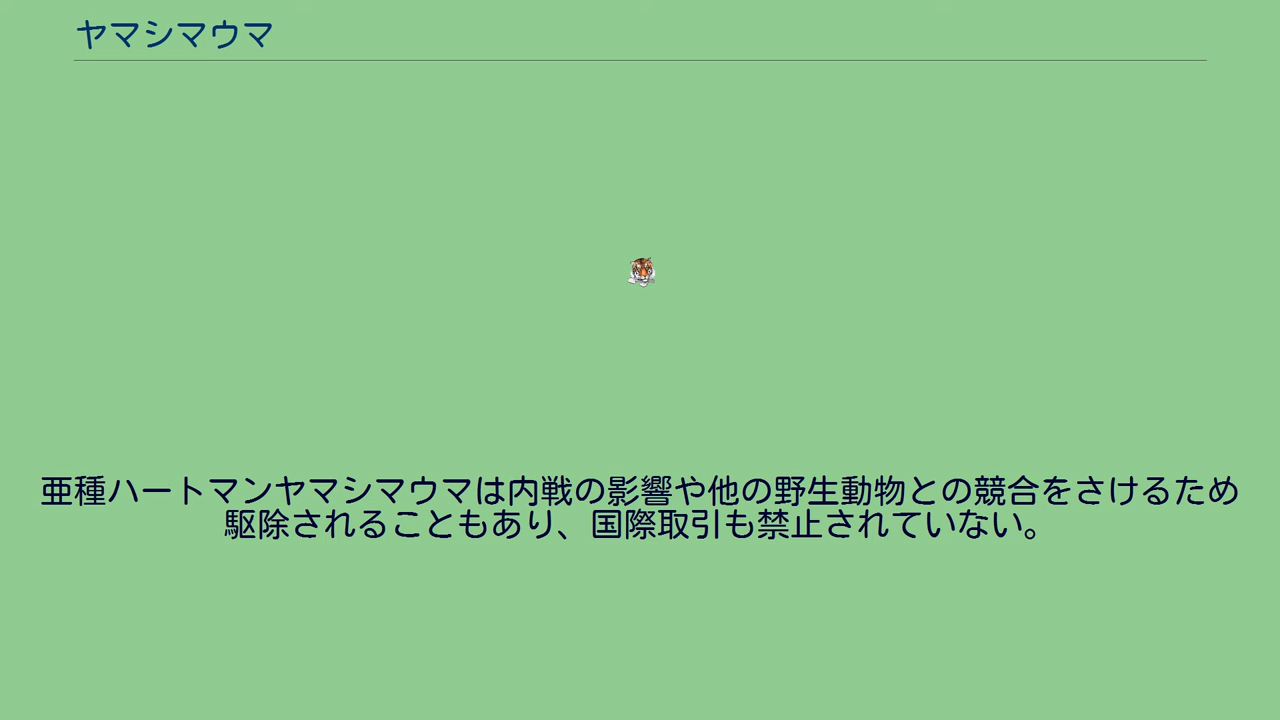 ヤマシマウマ
亜種ハートマンヤマシマウマは内戦の影響や他の野生動物との競合をさけるため
駆除されることもあり、国際取引も禁止されていない。